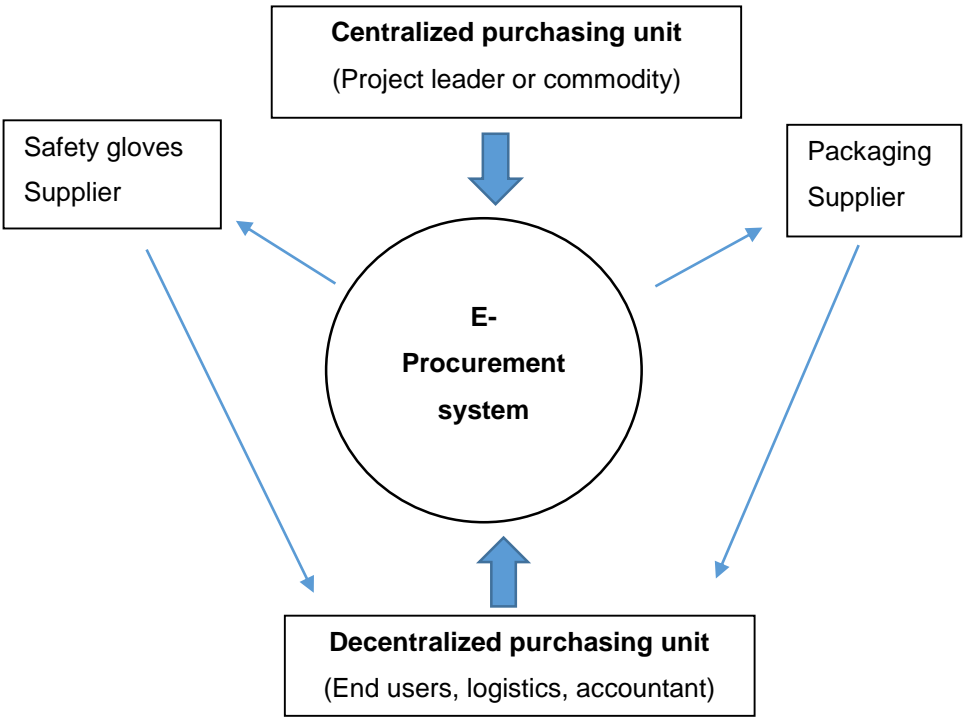 Centralized purchasing unit
(Project leader or commodity)
Safety gloves
Supplier
Packaging
Supplier
E-
Procurement
system
Decentralized purchasing unit
(End users, logistics, accountant)